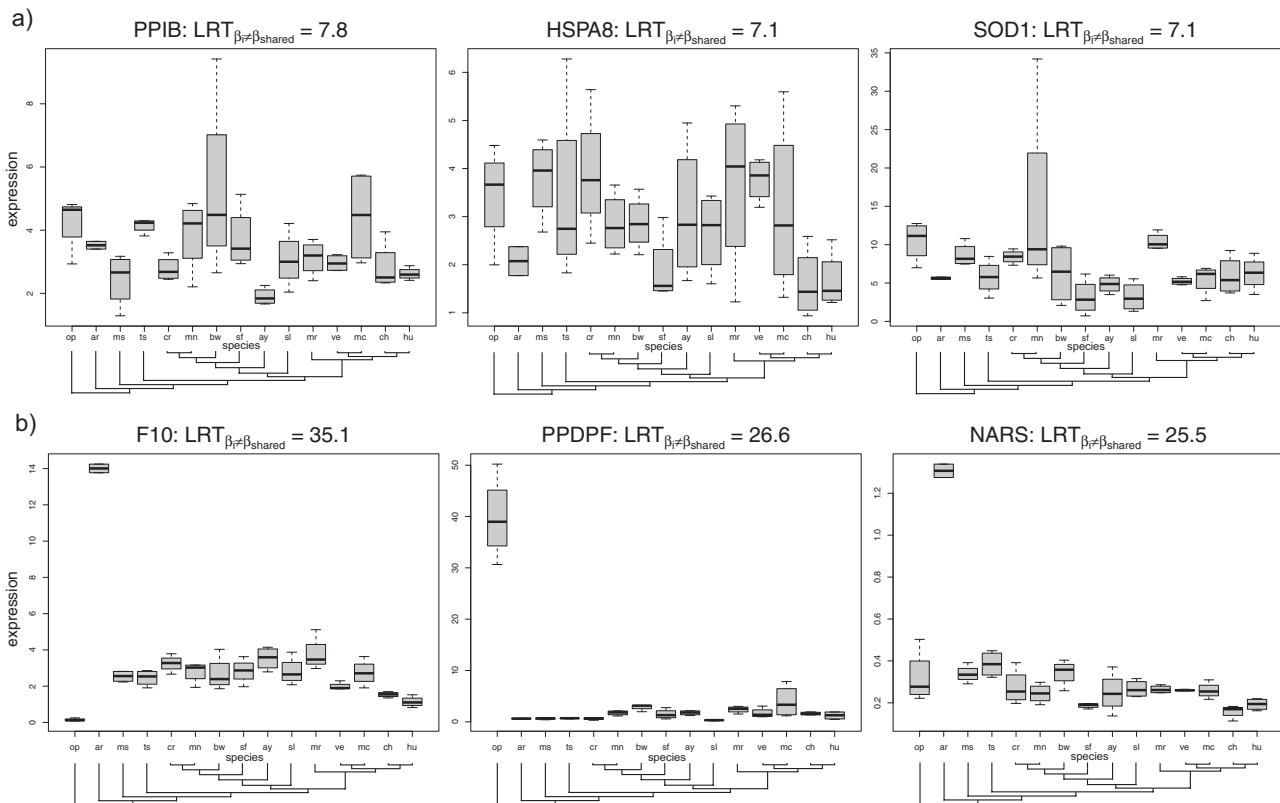 a)
PPIB: LRTβi≠βshared = 7.8
HSPA8: LRTβi≠βshared = 7.1
SOD1: LRTβi≠βshared = 7.1
expression
8
6
4
2
6
5
4
3
2
1
35
30
25
20
15
10
5
0
op ar ms ts cr mn bw sf ay sl mr ve mc ch hu
species
op ar ms ts cr mn bw sf ay sl mr ve mc ch hu
species
op ar ms ts cr mn bw sf ay sl mr ve mc ch hu
species
b)
F10: LRTβi≠βshared = 35.1
PPDPF: LRTβi≠βshared = 26.6
NARS: LRTβi≠βshared = 25.5
expression
14
12
10
8
6
4
2
0
50
40
30
20
10
0
1.2
1.0
0.8
0.6
0.4
0.2
op ar ms ts cr mn bw sf ay sl mr ve mc ch hu
species
op ar ms ts cr mn bw sf ay sl mr ve mc ch hu
species
op ar ms ts cr mn bw sf ay sl mr ve mc ch hu
species